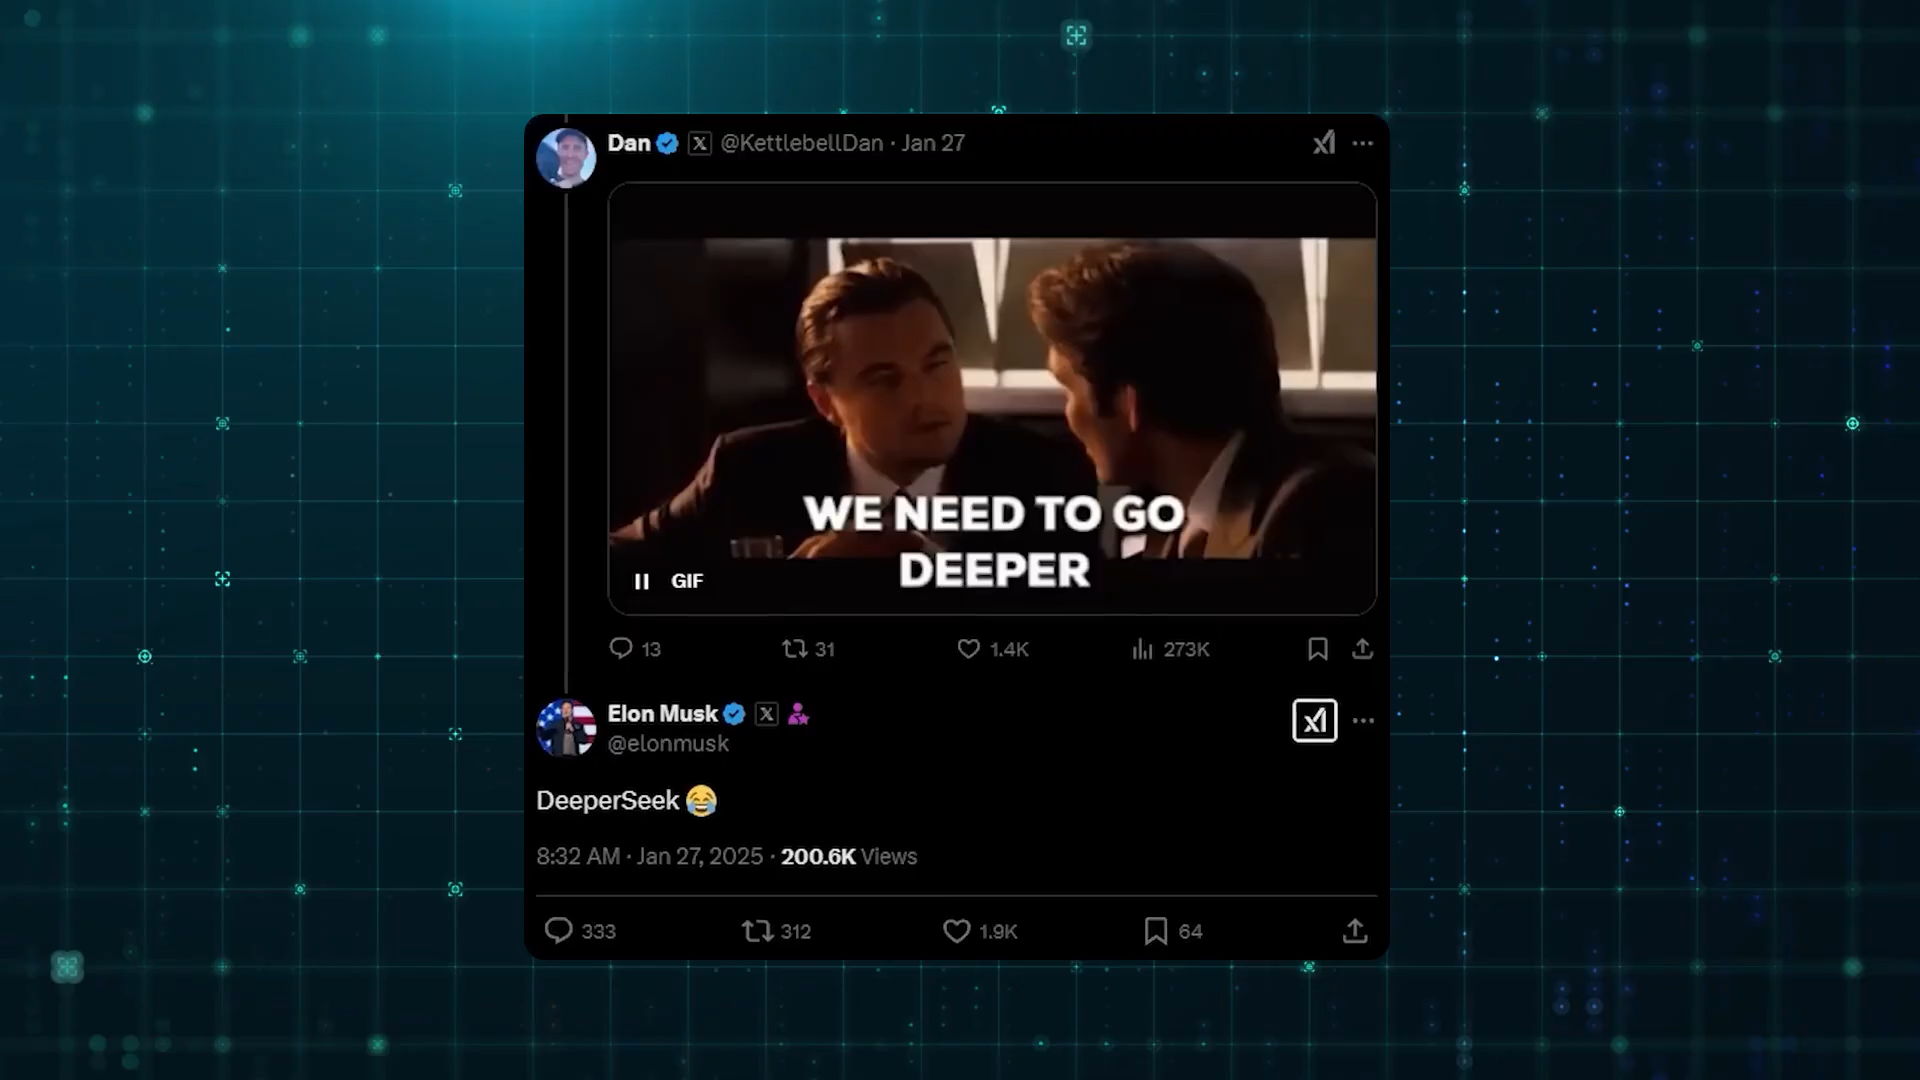 Dan @KettlebellDan · Jan 27
WE NEED TO GO
DEEPER
GIF
13 31 1.4K 273K
Elon Musk
@elonmusk
DeeperSeek 😂
8:32 AM · Jan 27, 2025 · 200.6K Views
333 312 1.9K 64